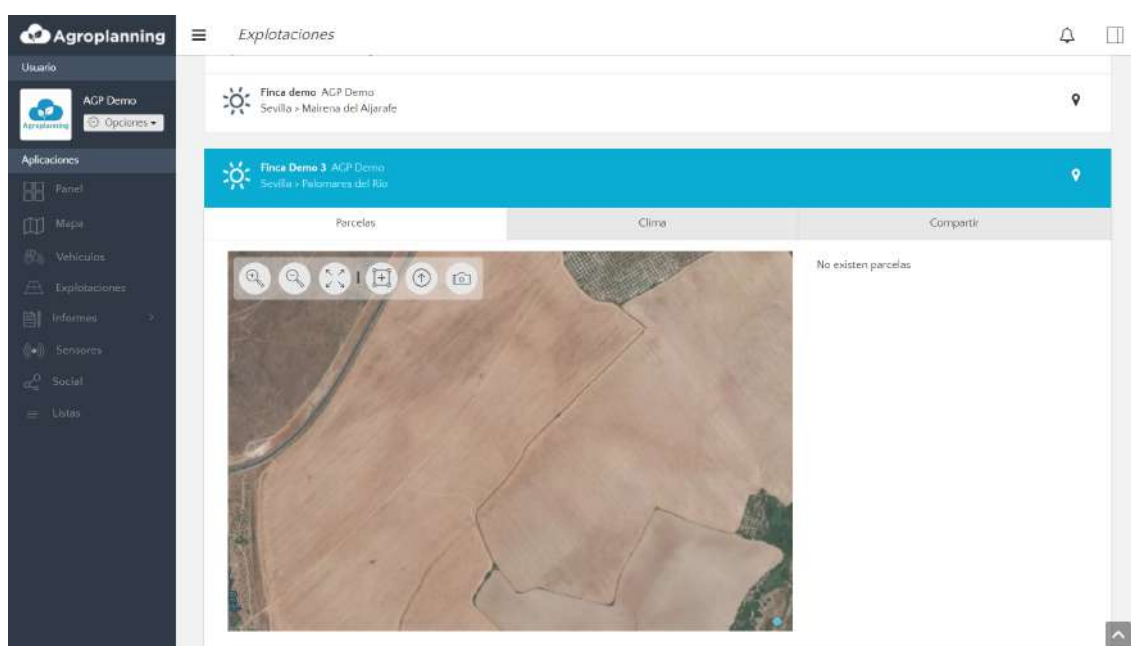 Agroplanning
Explotaciones
Usuario
AGP Demo
Opciones
Agroplanning
Aplicaciones
Panel
Mapa
Vehículos
Explotaciones
Informes
Sensores
Social
Listas
Finca demo AGP Demo
Sevilla > Mairena del Aljarafe
Finca Demo 3 AGP Demo
Sevilla > Palomares del Río
Parcelas
Clima
Compartir
No existen parcelas